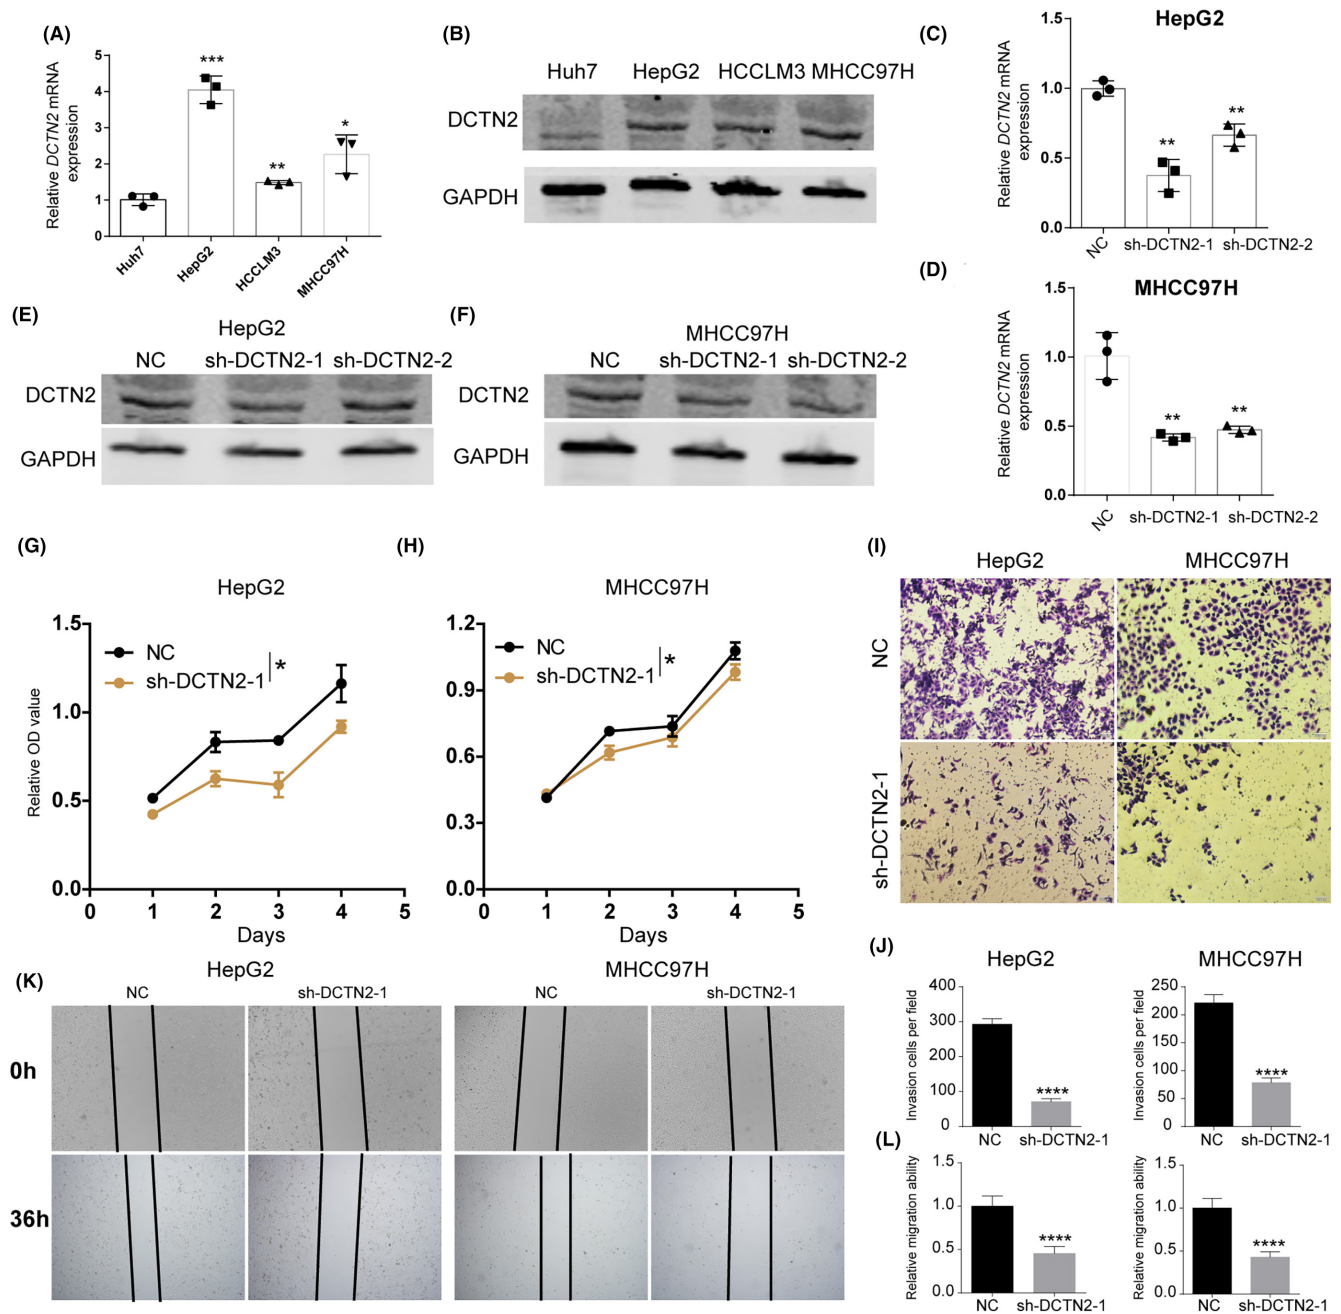 (A)
Relative DCTN2 mRNA
expression
5
4
3
2
1
0
***
**
*
Huh7
HepG2
HCCLM3
MHCC97H
(B)
Huh7 HepG2 HCCLM3 MHCC97H
DCTN2
GAPDH
(C)
HepG2
Relative DCTN2 mRNA
expression
1.5
1.0
0.5
0.0
**
**
NC sh-DCTN2-1 sh-DCTN2-2
(D)
MHCC97H
Relative DCTN2 mRNA
expression
1.5
1.0
0.5
0.0
**
**
NC sh-DCTN2-1 sh-DCTN2-2
(E)
HepG2
NC sh-DCTN2-1 sh-DCTN2-2
DCTN2
GAPDH
(F)
MHCC97H
NC sh-DCTN2-1 sh-DCTN2-2
DCTN2
GAPDH
(G)
HepG2
Relative OD value
1.5
1.0
0.5
0.0
NC
sh-DCTN2-1
*
0 1 2 3 4 5
Days
(H)
MHCC97H
1.2
0.9
0.6
0.3
0.0
NC
sh-DCTN2-1
*
0 1 2 3 4 5
Days
(I)
HepG2 MHCC97H
NC
sh-DCTN2-1
(J)
HepG2
Invasion cells per field
400
300
200
100
0
****
NC sh-DCTN2-1
MHCC97H
Invasion cells per field
250
200
150
100
50
0
****
NC sh-DCTN2-1
(K)
HepG2 MHCC97H
NC sh-DCTN2-1 NC sh-DCTN2-1
0h
36h
(L)
Relative migration ability
1.5
1.0
0.5
0.0
****
NC sh-DCTN2-1
Relative migration ability
1.5
1.0
0.5
0.0
****
NC sh-DCTN2-1